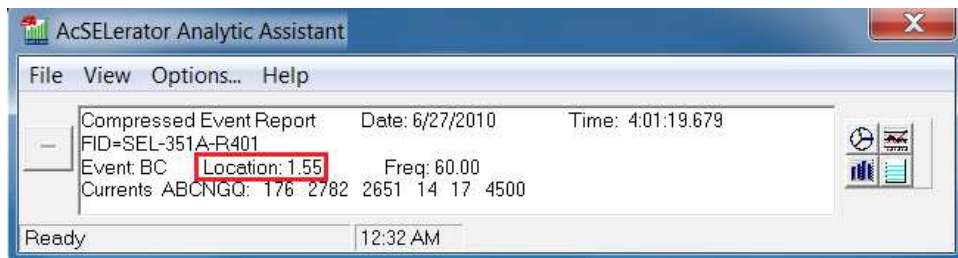 AcSELerator Analytic Assistant
X
File View Options... Help
Compressed Event Report Date: 6/27/2010 Time: 4:01:19.679
FID=SEL-351A-R401
Event: BC Location: 1.55 Freq: 60.00
Currents ABCNGQ: 176 2782 2651 14 17 4500
Ready 12:32 AM